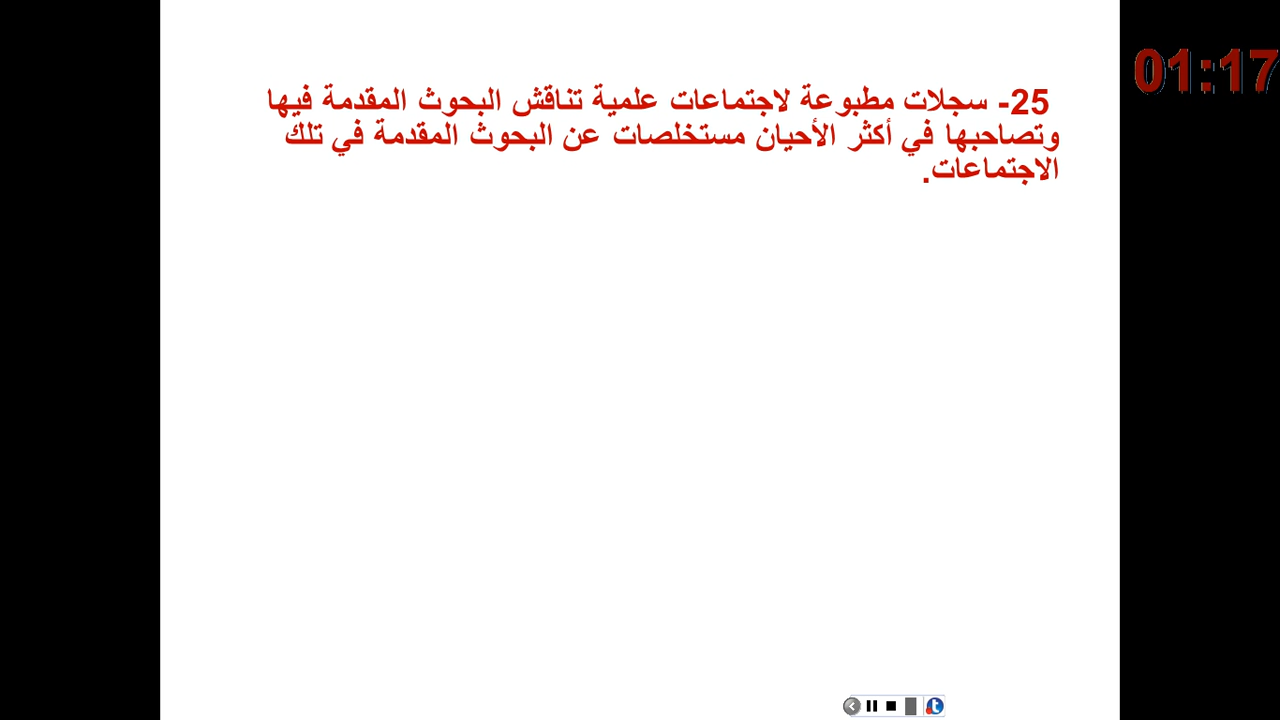 01:17
25- سجلات مطبوعة لاجتماعات علمية تناقش البحوث المقدمة فيها
وتصاحبها في أكثر الأحيان مستخلصات عن البحوث المقدمة في تلك
الاجتماعات.